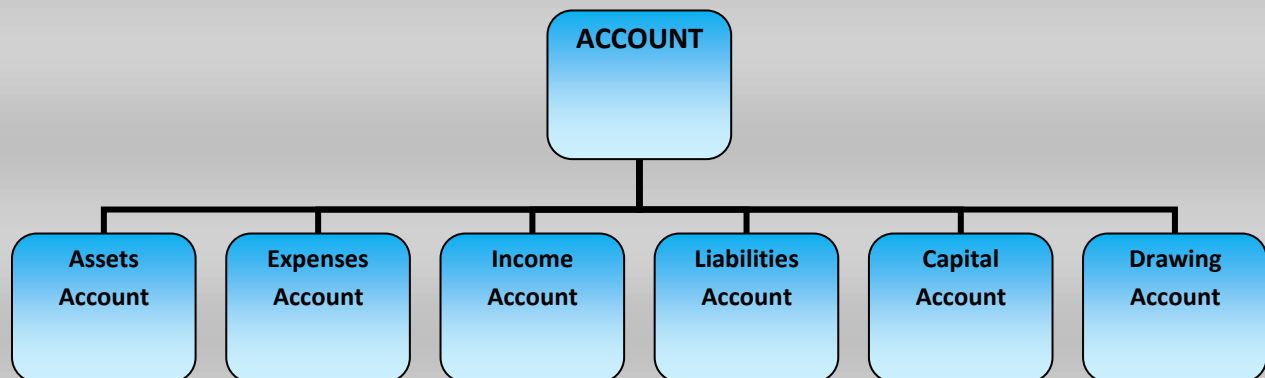 ACCOUNT
Assets
Account
Expenses
Account
Income
Account
Liabilities
Account
Capital
Account
Drawing
Account